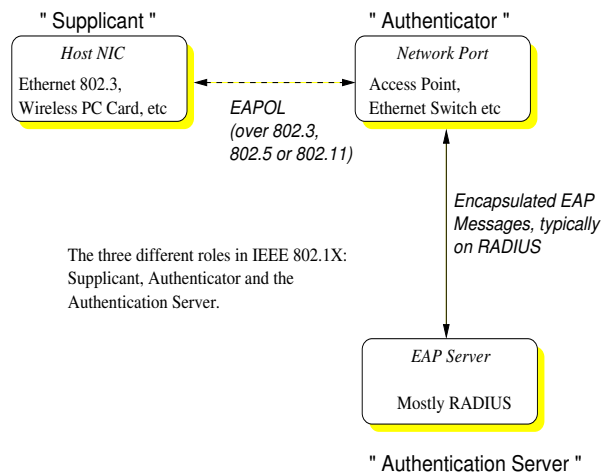 " Supplicant "
" Authenticator "
Host NIC
Ethernet 802.3,
Wireless PC Card, etc
Network Port
Access Point,
Ethernet Switch etc
EAPOL
(over 802.3,
802.5 or 802.11)
Encapsulated EAP
Messages, typically
on RADIUS
The three different roles in IEEE 802.1X:
Supplicant, Authenticator and the
Authentication Server.
EAP Server
Mostly RADIUS
" Authentication Server "